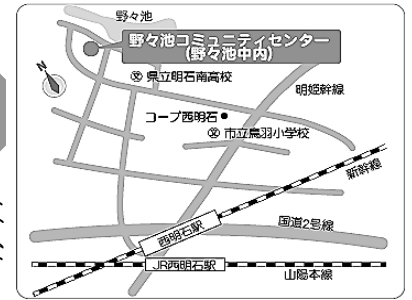 野々池
野々池コミュニティセンター
(野々池中内)
N
文 県立明石南高校
明姫幹線
コープ西明石
文 市立鳥羽小学校
新幹線
国道2号線
西明石駅
JR西明石駅
山陽本線